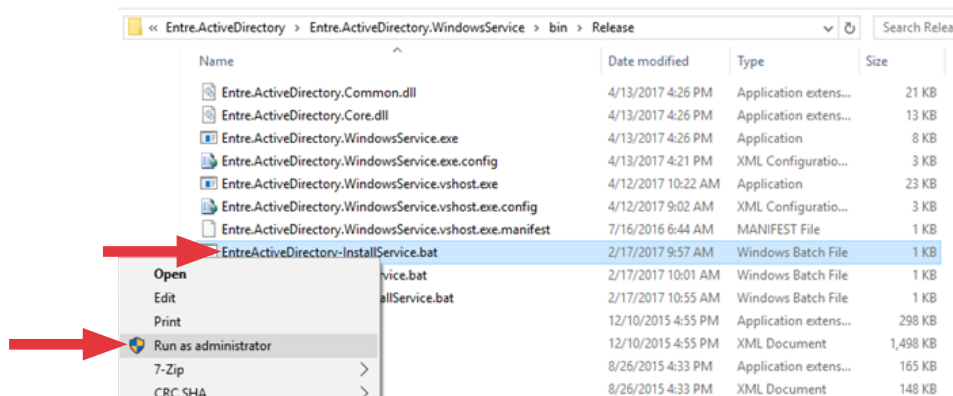 « Entre.ActiveDirectory > Entre.ActiveDirectory.WindowsService > bin > Release Search Relea
Name Date modified Type Size
Entre.ActiveDirectory.Common.dll 4/13/2017 4:26 PM Application extens... 21 KB
Entre.ActiveDirectory.Core.dll 4/13/2017 4:26 PM Application extens... 13 KB
Entre.ActiveDirectory.WindowsService.exe 4/13/2017 4:26 PM Application 8 KB
Entre.ActiveDirectory.WindowsService.exe.config 4/13/2017 4:21 PM XML Configuratio... 3 KB
Entre.ActiveDirectory.WindowsService.vshost.exe 4/12/2017 10:22 AM Application 23 KB
Entre.ActiveDirectory.WindowsService.vshost.exe.config 4/12/2017 9:02 AM XML Configuratio... 3 KB
Entre.ActiveDirectory.WindowsService.vshost.exe.manifest 7/16/2016 6:44 AM MANIFEST File 1 KB
EntreActiveDirectory-InstallService.bat 2/17/2017 9:57 AM Windows Batch File 1 KB
Open vice.bat 2/17/2017 10:01 AM Windows Batch File 1 KB
Edit allService.bat 2/17/2017 10:55 AM Windows Batch File 1 KB
Print 12/10/2015 4:55 PM Application extens... 298 KB
Run as administrator 12/10/2015 4:55 PM XML Document 1,498 KB
7-Zip > 8/26/2015 4:33 PM Application extens... 165 KB
CRC SHA > 8/26/2015 4:33 PM XML Document 148 KB